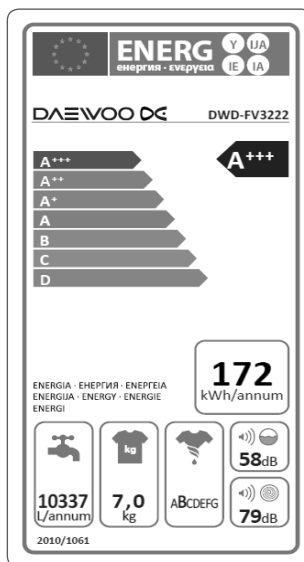 ENERG Y IJA
енергия · ενεργεια IE IA
DAEWOO DWD-FV3222
A+++ A+++
A++
A+
A
B
C
D
172
kWh/annum
ENERGIA · ЕНЕРГИЯ · ΕΝΕΡΓΕΙΑ
ENERGIJA · ENERGY · ENERGIE
ENERGI
kg
58dB
10337
L/annum
7,0
kg
ABCDEFG
79dB
2010/1061